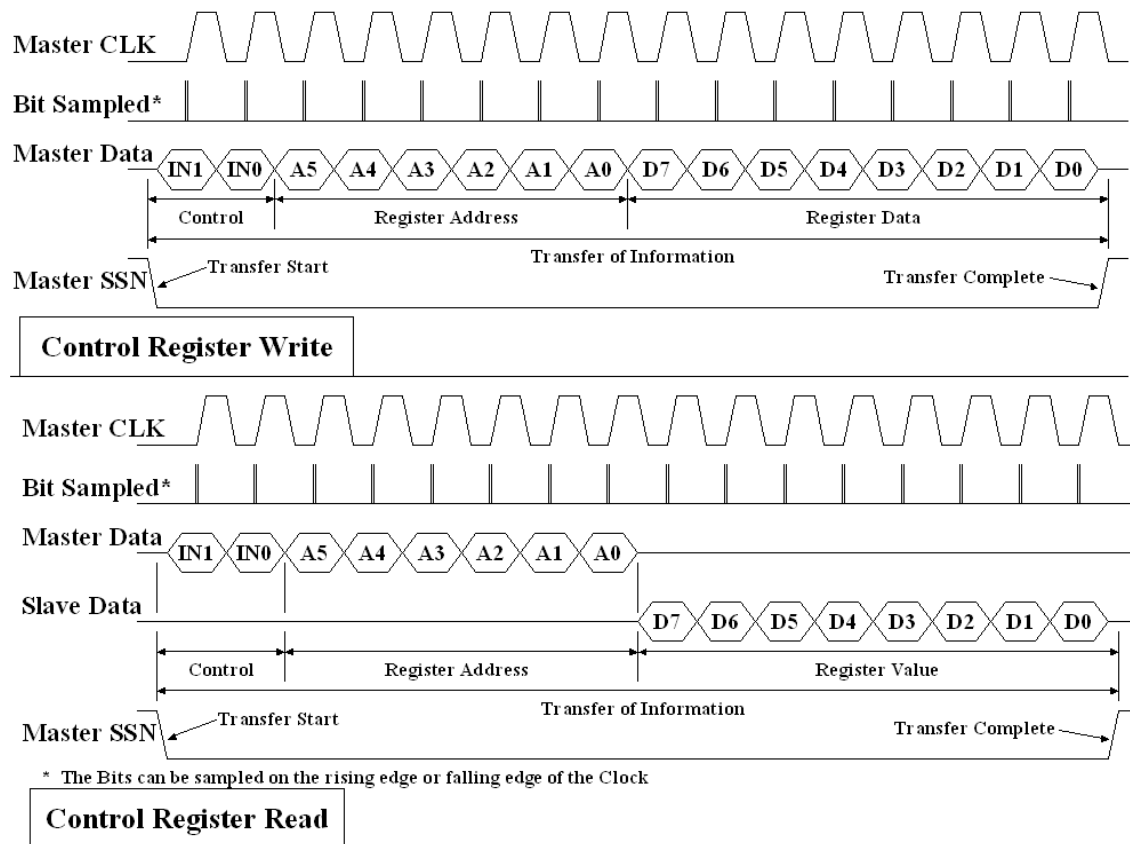 Master CLK
Bit Sampled*
Master Data IN1 IN0 A5 A4 A3 A2 A1 A0 D7 D6 D5 D4 D3 D2 D1 D0
Control Register Address Register Data
Transfer of Information
Transfer Start
Transfer Complete
Master SSN
Control Register Write
Master CLK
Bit Sampled*
Master Data IN1 IN0 A5 A4 A3 A2 A1 A0
Slave Data D7 D6 D5 D4 D3 D2 D1 D0
Control Register Address Register Value
Transfer of Information
Transfer Start
Transfer Complete
Master SSN
* The Bits can be sampled on the rising edge or falling edge of the Clock
Control Register Read